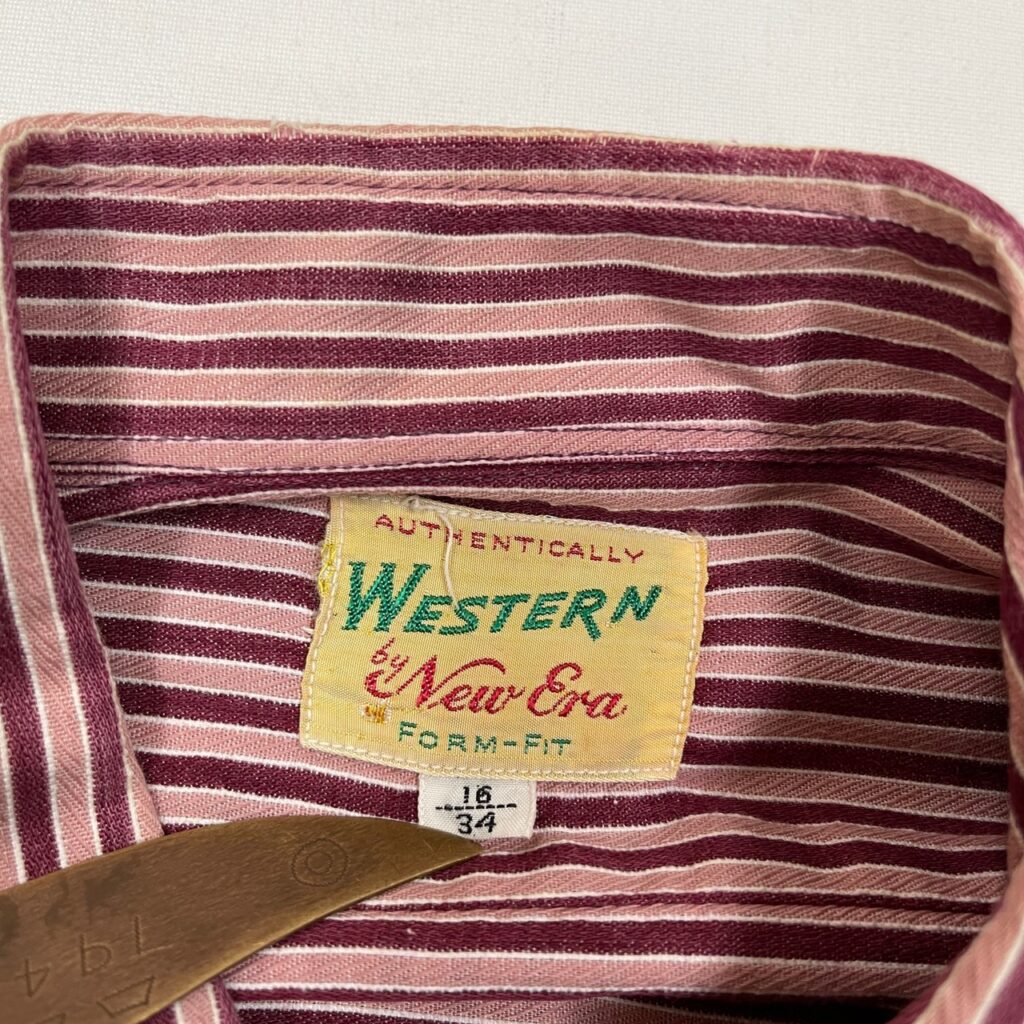 AUTHENTICALLY
WESTERN
by New Era
FORM-FIT
16
34